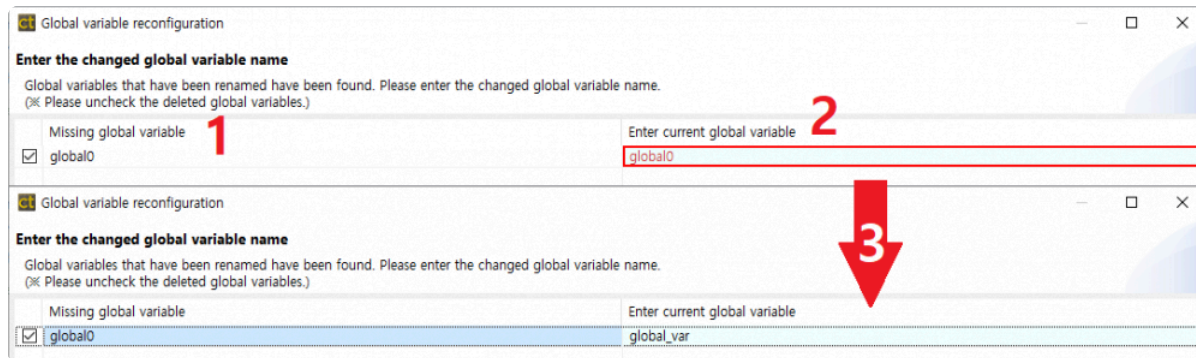 ct Global variable reconfiguration
Enter the changed global variable name
Global variables that have been renamed have been found. Please enter the changed global variable name.
(※ Please uncheck the deleted global variables.)
Missing global variable 1 Enter current global variable 2
global0 global0
ct Global variable reconfiguration
3
Enter the changed global variable name
Global variables that have been renamed have been found. Please enter the changed global variable name.
(※ Please uncheck the deleted global variables.)
Missing global variable Enter current global variable
global0 global_var